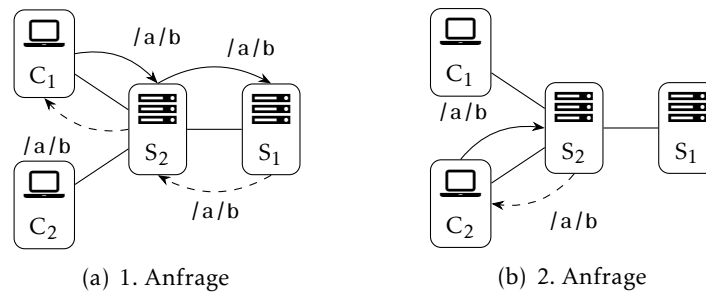 /a/b
/a/b
C1
/a/b
S2
S1
C2
/a/b
(a) 1. Anfrage
C1
/a/b
S2
S1
C2
/a/b
(b) 2. Anfrage